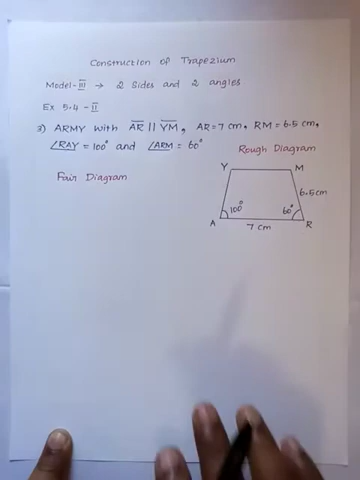 Construction of Trapezium
Model-III → 2 Sides and 2 angles
Ex 5.4 - II
3) ARMY with A̅R̅ || Y̅M̅, AR=7 cm, RM=6.5 cm,
∠RAY = 100° and ∠ARM = 60°
Rough Diagram
Fair Diagram
Y M
6.5cm
100° 60°
A R
7 cm